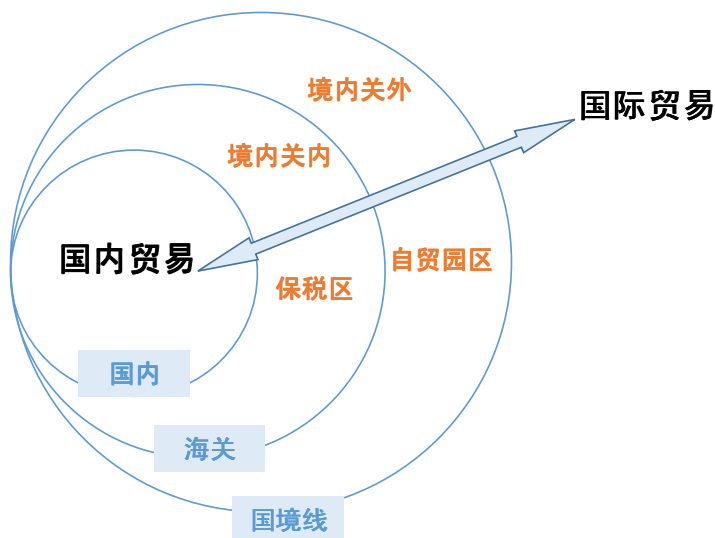 境内关外
国际贸易
境内关内
国内贸易
自贸园区
保税区
国内
海关
国境线